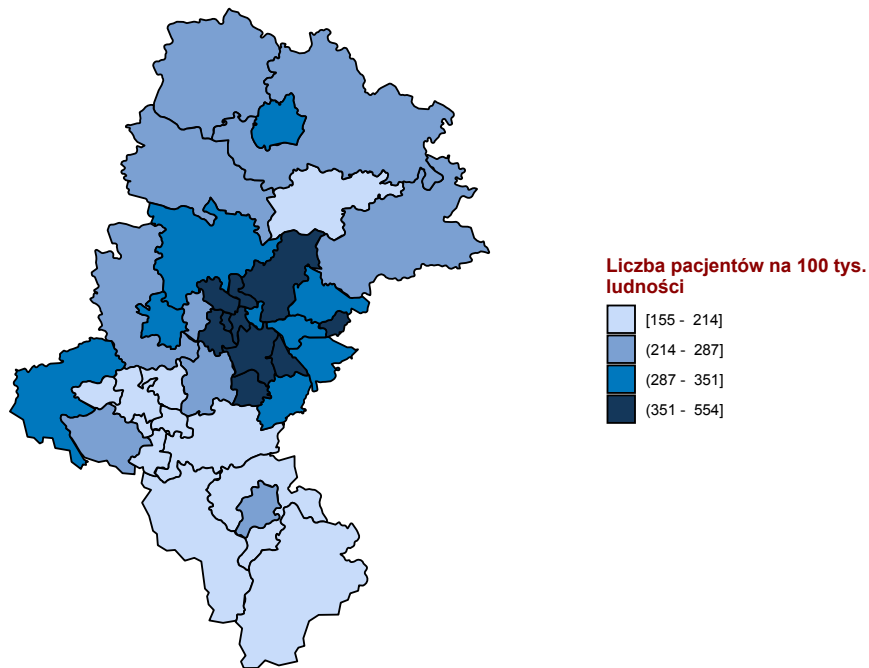 Liczba pacjentów na 100 tys.
ludności
[155 - 214]
(214 - 287]
(287 - 351]
(351 - 554]